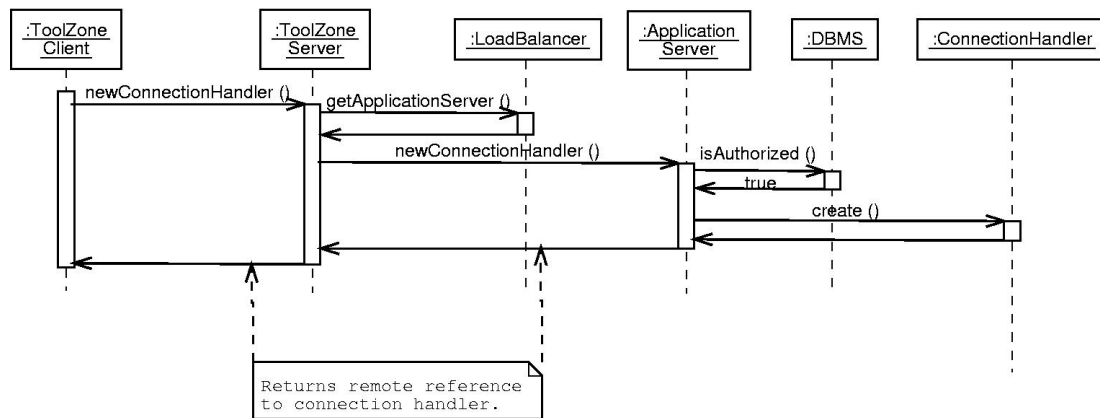 :ToolZone
Client
:ToolZone
Server
:LoadBalancer
:Application
Server
:DBMS
:ConnectionHandler
newConnectionHandler ()
getApplicationServer ()
newConnectionHandler ()
isAuthorized ()
true
create ()
Returns remote reference
to connection handler.